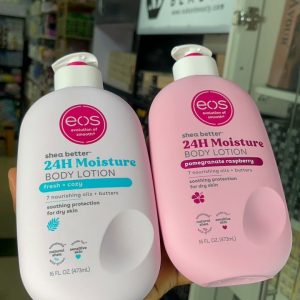 eos
evolution of
smooth®
shea better™
24H Moisture
BODY LOTION
fresh + cozy
7 nourishing oils + butters
soothing protection
for dry skin
16 FL OZ. (473mL)
eos
evolution of
smooth®
shea better™
24H Moisture
BODY LOTION
pomegranate raspberry
7 nourishing oils + butters
soothing protection
for dry skin
16 FL OZ. (473mL)